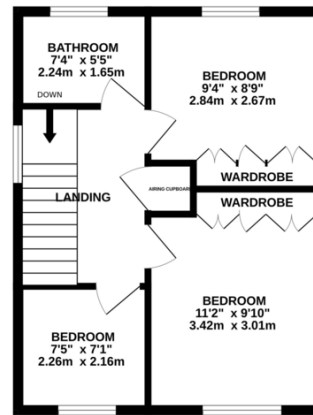 BATHROOM
7'4" x 5'5"
2.24m x 1.65m
DOWN
BEDROOM
9'4" x 8'9"
2.84m x 2.67m
WARDROBE
AIRING CUPBOARD
LANDING
WARDROBE
BEDROOM
11'2" x 9'10"
3.42m x 3.01m
BEDROOM
7'5" x 7'1"
2.26m x 2.16m